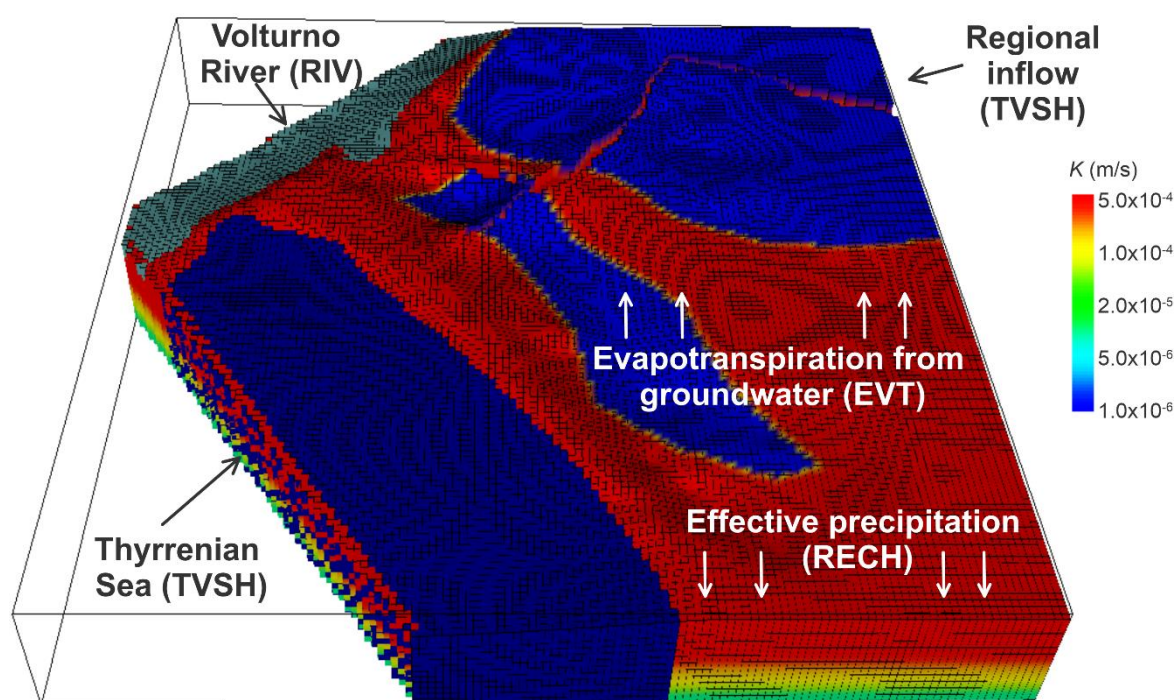 Volturno
River (RIV)
Regional
inflow
(TVSH)
K (m/s)
5.0x10⁻⁴
1.0x10⁻⁴
2.0x10⁻⁵
5.0x10⁻⁶
1.0x10⁻⁶
Evapotranspiration from
groundwater (EVT)
Effective precipitation
(RECH)
Thyrrenian
Sea (TVSH)